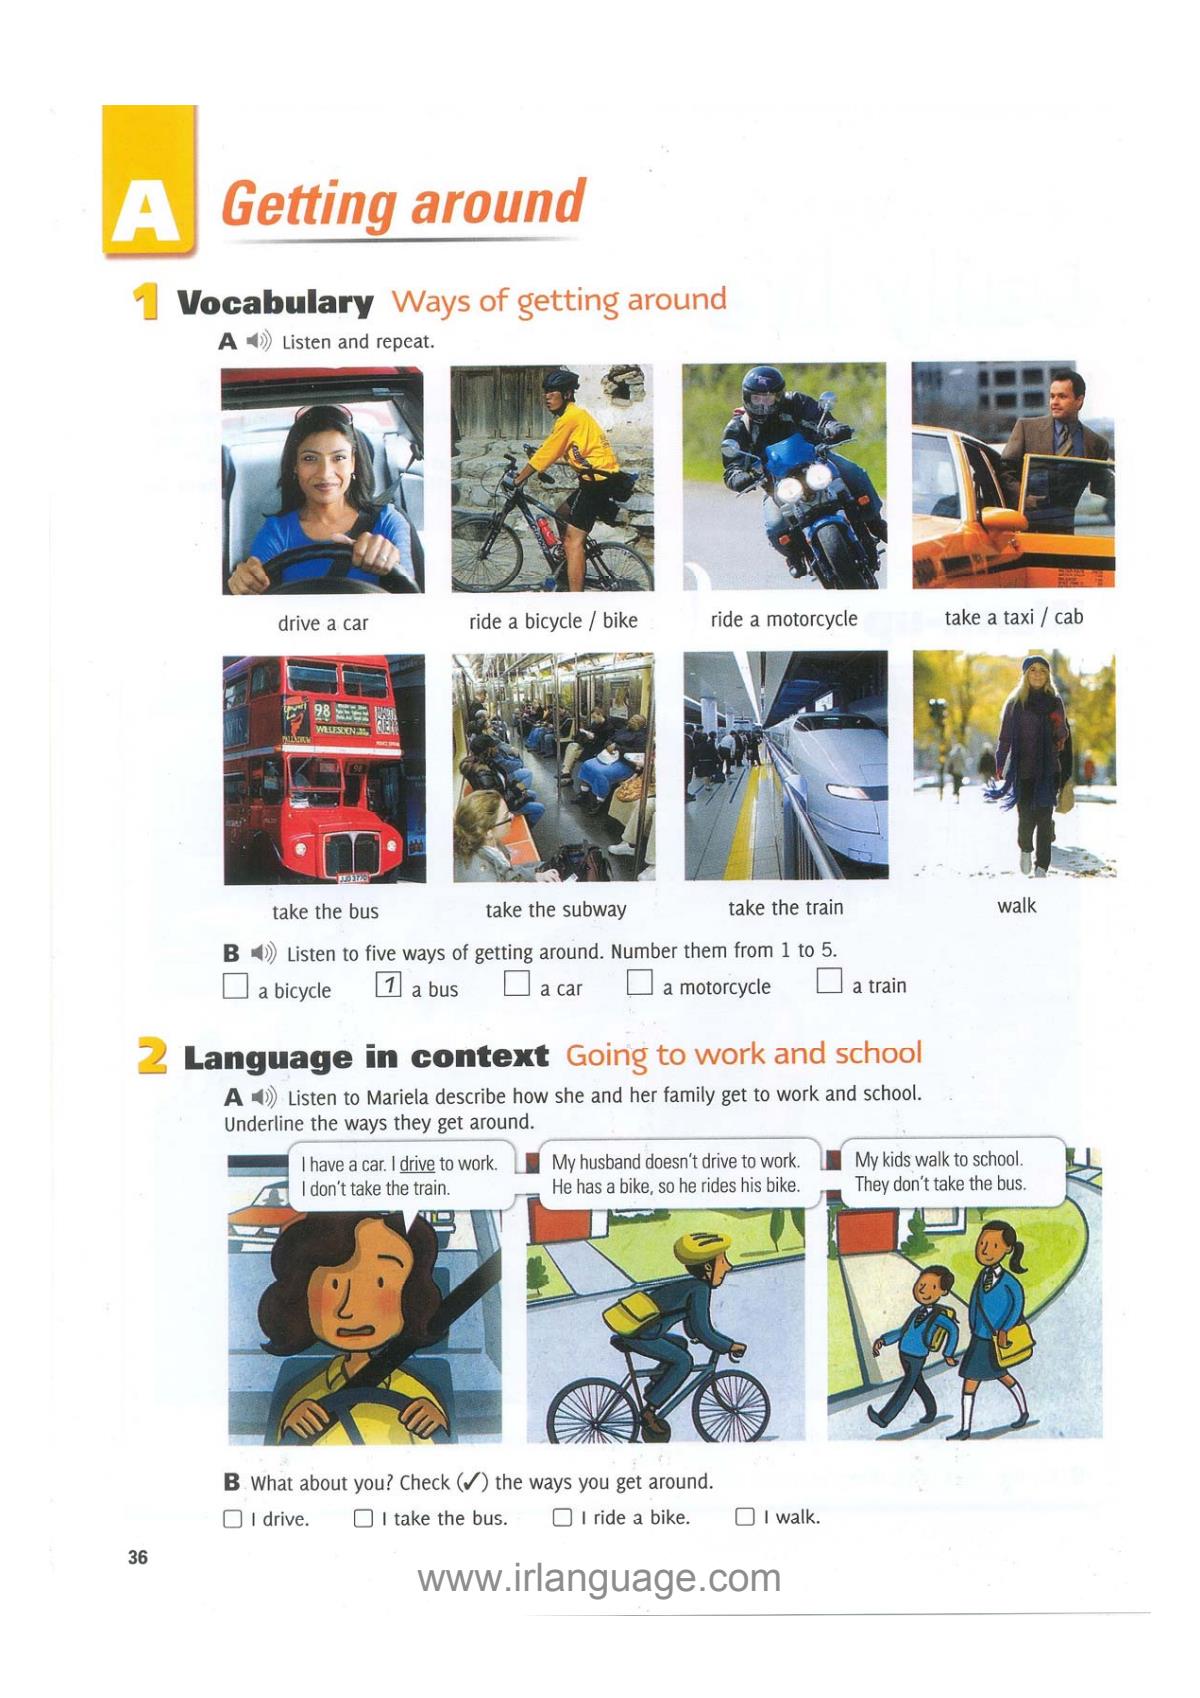 A
Getting around
1 Vocabulary Ways of getting around
A Listen and repeat.
drive a car
ride a bicycle / bike
ride a motorcycle
take a taxi / cab
98
WILLESDEN
PALLADIUM
98
take the bus
take the subway
take the train
walk
B Listen to five ways of getting around. Number them from 1 to 5.
a bicycle
1 a bus
a car
a motorcycle
a train
2 Language in context Going to work and school
A Listen to Mariela describe how she and her family get to work and school.
Underline the ways they get around.
I have a car. I drive to work.
I don't take the train.
My husband doesn't drive to work.
He has a bike, so he rides his bike.
My kids walk to school.
They don't take the bus.
B What about you? Check (✓) the ways you get around.
I drive.
I take the bus.
I ride a bike.
I walk.
36
www.irlanguage.com